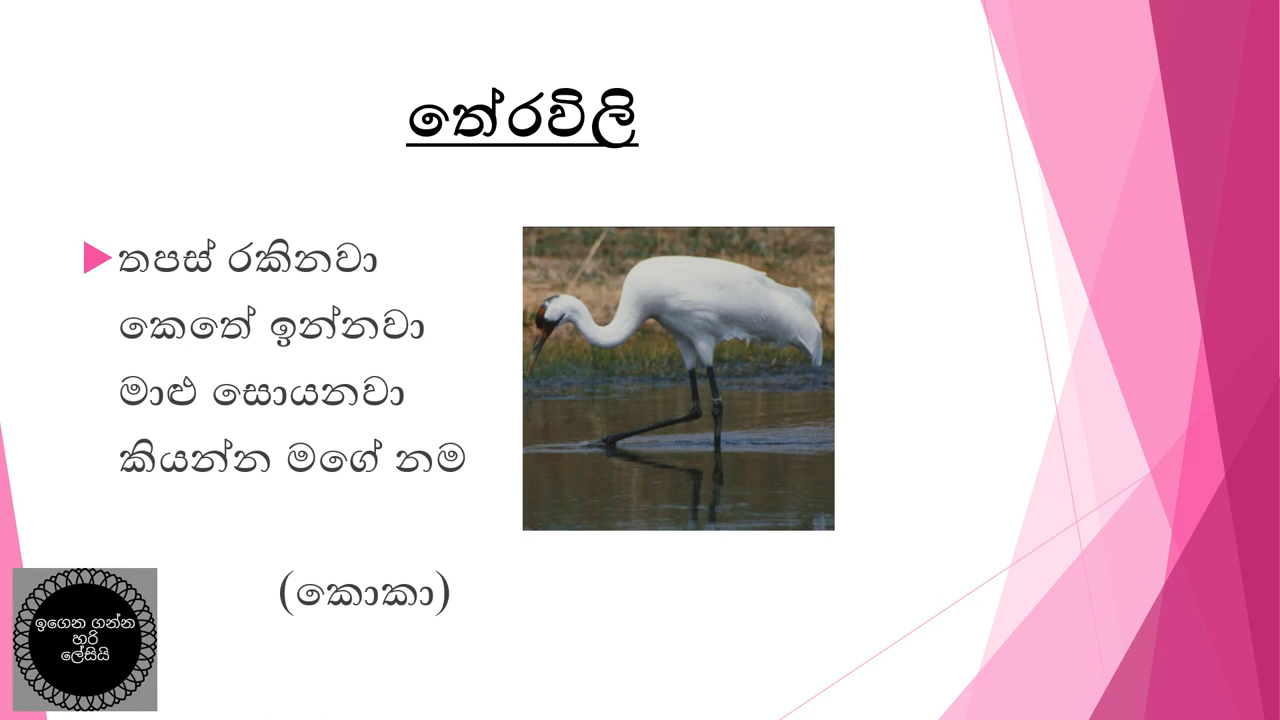 තේරවිලි
තපස් රකිනවා
කෙතේ ඉන්නවා
මාළු සොයනවා
කියන්න මගේ නම
(කොකා)
ඉගෙන ගන්න
හරි
ලේසියි